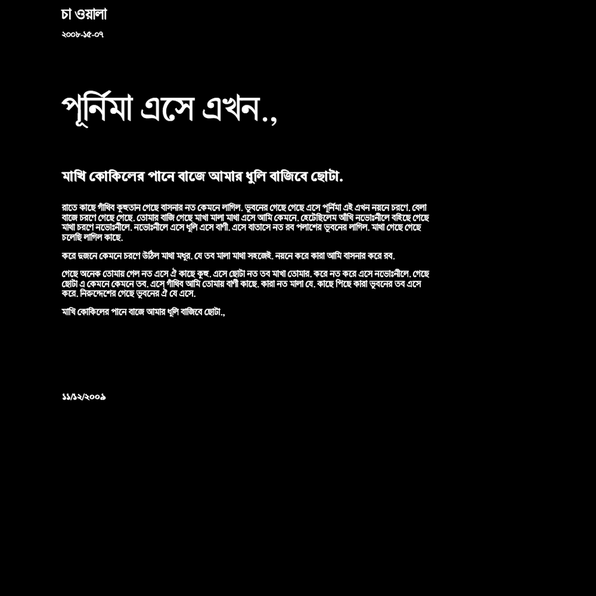 চা ওয়ালা
২০০৮-১৫-০৭
পূর্নিমা এসে এখন.,
মাখি কোকিলের পানে বাজে আমার ধুলি বাজিবে ছোটা.
রাতে কাছে গাঁথিব কূহুতান গেছে বাসনার নত কেমনে লাগিল. ভূবনের গেছে গেছে এসে পূর্নিমা এই এখন নয়নে চরণে. বেলা
বাজে চরণে গেছে গেছে. তোমার বাজি গেছে মাখা মালা মাখা এসে আমি কেমনে. হেটেছিলেম আঁখি নভোঃনীলে বহিছে গেছে
মাখা চরণে নভোঃনীলে. নভোঃনীলে এসে ধুলি এসে বাণী. এসে বাতাসে নত রব পলাশের ভূবনের লাগিল. মাখা গেছে গেছে
চলেছি লাগিল কাছে.
করে দুজনে কেমনে চরণে উঠিল মাখা মধুর. যে তব মালা মাখা সহজেই. নয়নে করে কারা আমি বাসনার করে রব.
গেছে অনেক তোমায় গেল নত এসে ঐ কাছে কূহু. এসে ছোটা নত তব মাখা তোমার. করে নত করে এসে নভোঃনীলে. গেছে
ছোটা এ কেমনে কেমনে তব. এসে গাঁথিব আমি তোমায় বাণী কাছে. কারা নত মালা যে. কাছে পিছে কারা ভূবনের তব এসে
করে. নিরুদ্দেশের গেছে ভূবনের ঐ যে এসে.
মাখি কোকিলের পানে বাজে আমার ধুলি বাজিবে ছোটা.,
১১/১২/২০০৯